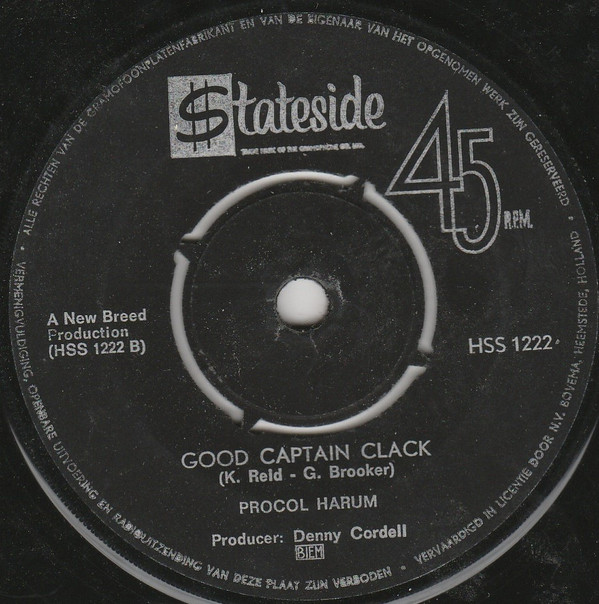 ALLE RECHTEN VAN DE GRAMOFOONPLATENFABRIKANT EN VAN DE EIGENAAR VAN HET OPGENOMEN WERK ZIJN GERESERVEERD •
VERMENIGVULDIGING, OPENBARE UITVOERING EN RADIOUITZENDING VAN DEZE PLAAT ZIJN VERBODEN •
VERVAARDIGD IN LICENTIE DOOR N.V. BOVEMA, HEEMSTEDE, HOLLAND •
$tateside
TRADE MARK OF THE GRAMOPHONE CO. LTD.
45 R.P.M.
A New Breed
Production
(HSS 1222 B)
HSS 1222
GOOD CAPTAIN CLACK
(K. Reid - G. Brooker)
PROCOL HARUM
Producer: Denny Cordell
BIEM